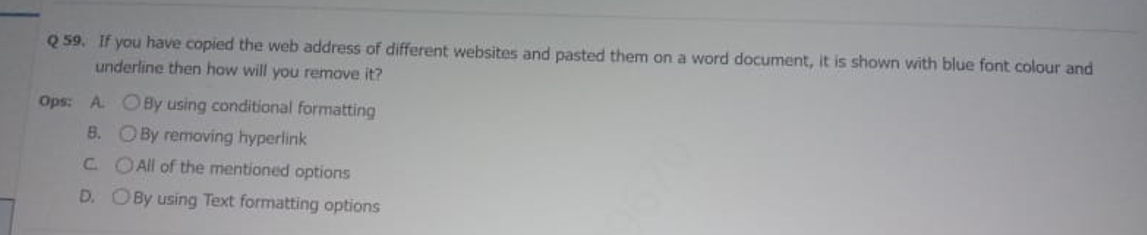 Q 59. If you have copied the web address of different websites and pasted them on a word document, it is shown with blue font colour and
underline then how will you remove it?
Ops: A. By using conditional formatting
B. By removing hyperlink
C. All of the mentioned options
D. By using Text formatting options